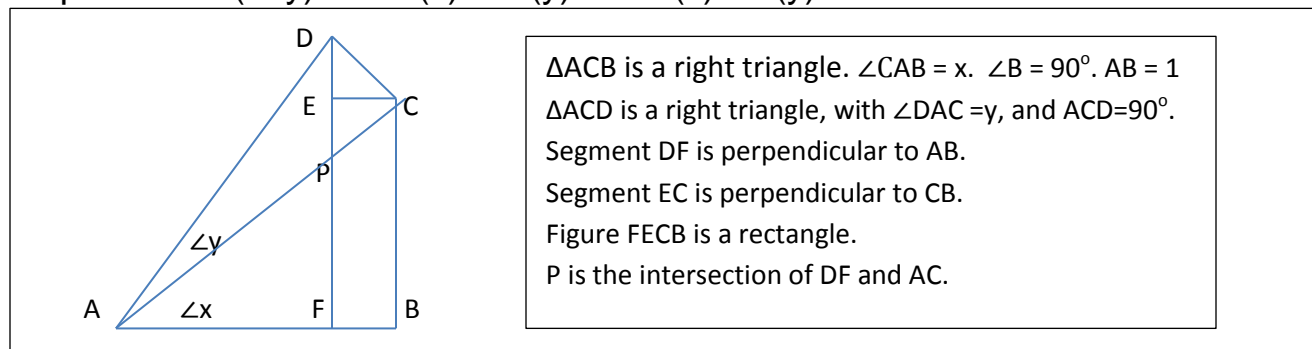 D
E
C
P
∠y
A
∠x
F
B
ΔACB is a right triangle. ∠CAB = x. ∠B = 90°. AB = 1
ΔACD is a right triangle, with ∠DAC =y, and ACD=90°.
Segment DF is perpendicular to AB.
Segment EC is perpendicular to CB.
Figure FECB is a rectangle.
P is the intersection of DF and AC.